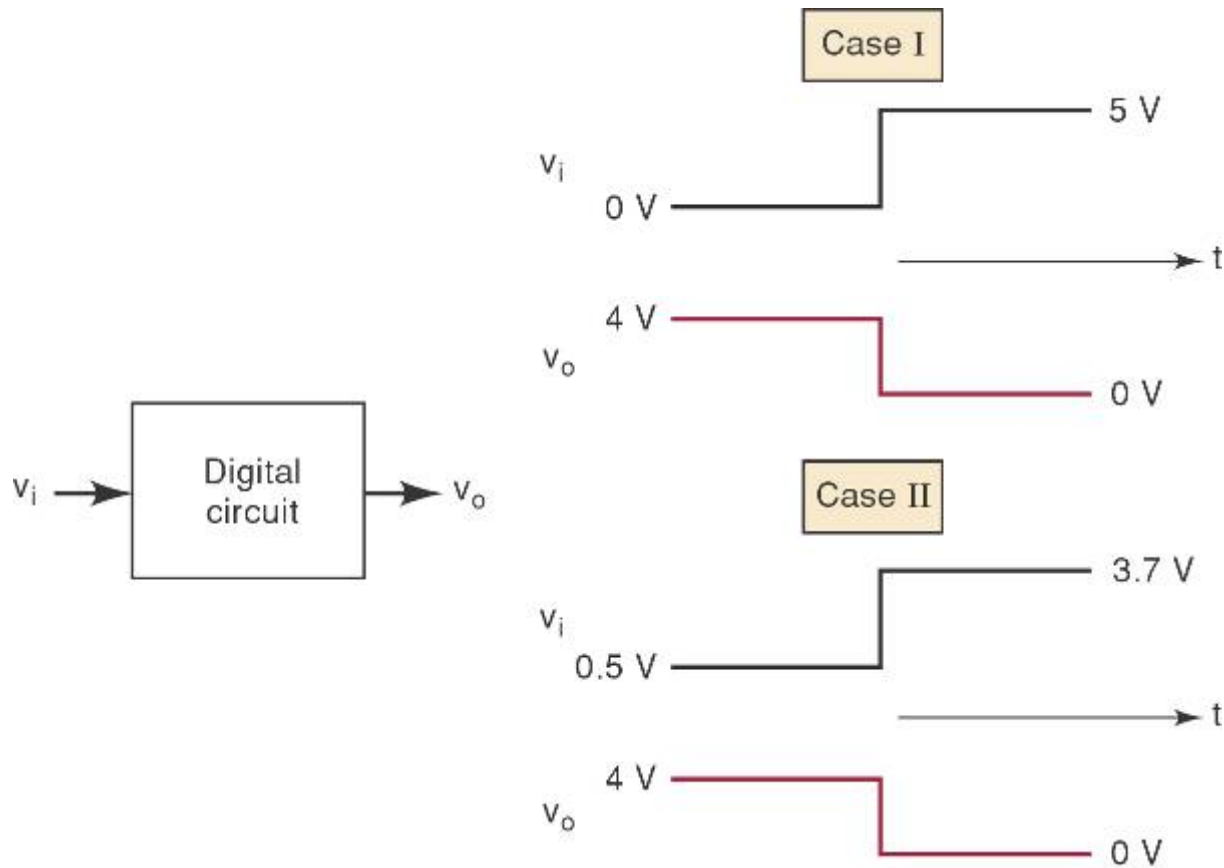 Case I
5 V
vi
0 V
t
4 V
vo
0 V
Digital
circuit
vi
vo
Case II
3.7 V
vi
0.5 V
t
4 V
vo
0 V